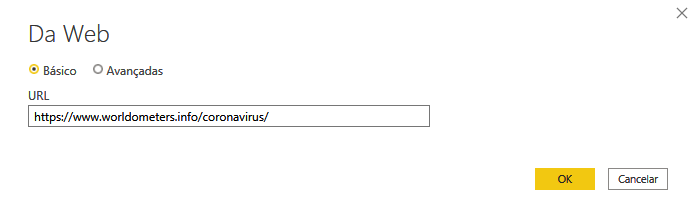 Da Web
Básico Avançadas
URL
https://www.worldometers.info/coronavirus/
OK Cancelar